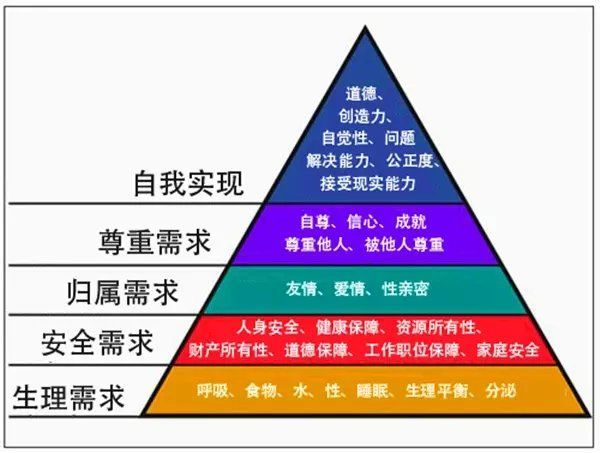 道德、
创造力、
自觉性、问题
解决能力、公正度、
接受现实能力
自我实现
自尊、信心、成就
尊重他人、被他人尊重
尊重需求
友情、爱情、性亲密
归属需求
人身安全、健康保障、资源所有性、
财产所有性、道德保障、工作职位保障、家庭安全
安全需求
呼吸、食物、水、性、睡眠、生理平衡、分泌
生理需求